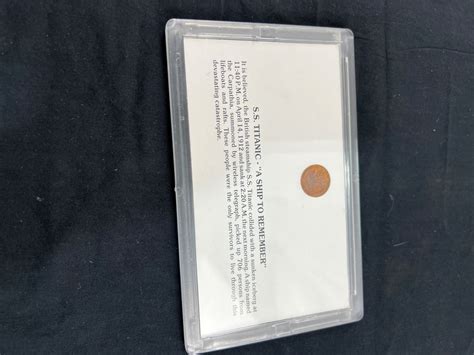 S.S. TITANIC - "A SHIP TO REMEMBER"
It is believed, the British steamship S.S. Titanic collided with a sunken iceberg at
11:40 P.M. on April 14, 1912 and sank at 2:20 A.M. the next morning. A ship named
the Carpathia, summoned by wireless telegraph, picked up 706 persons from
lifeboats and rafts. These people were the only survivors to live through this
devastating catastrophe.